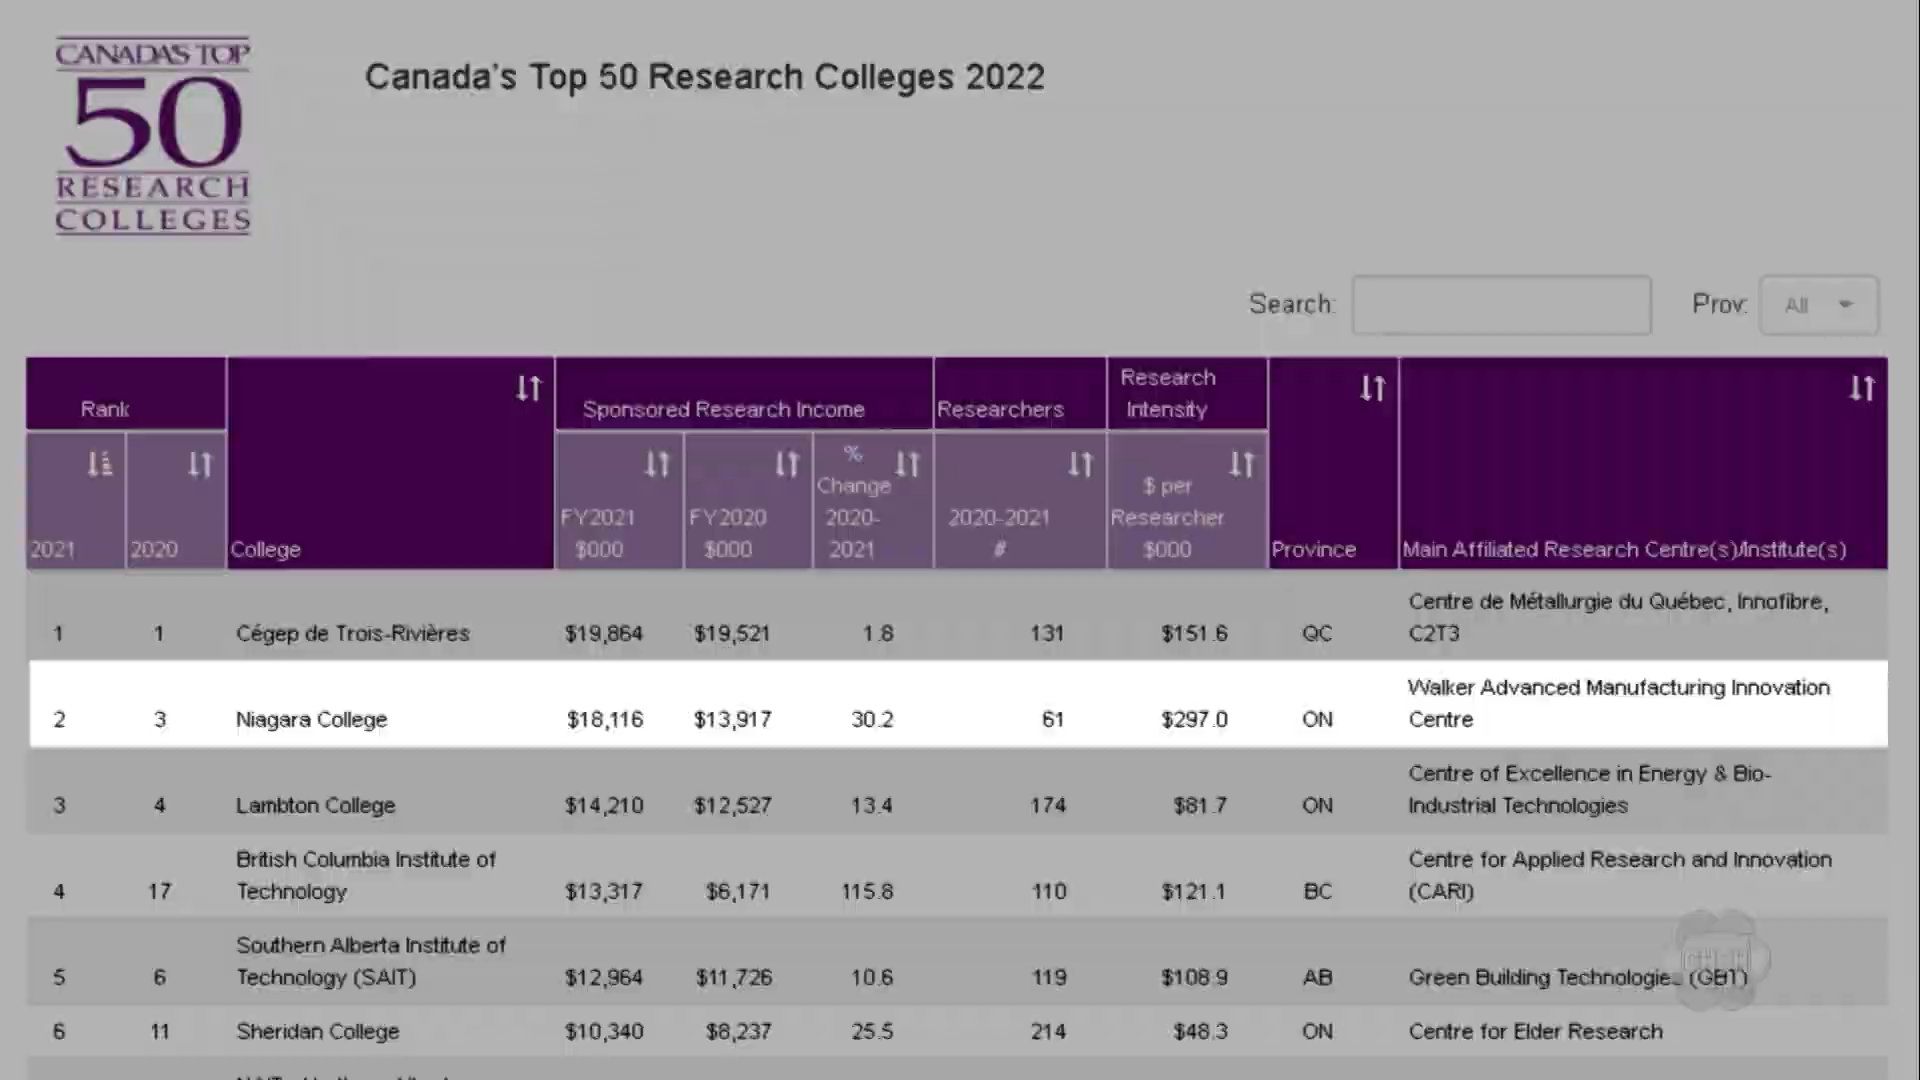 CANADA'S TOP
50
RESEARCH
COLLEGES
Canada's Top 50 Research Colleges 2022
Search:
Prov: All
Rank
Sponsored Research Income
Researchers
Research
Intensity
2021
2020
College
FY2021
$000
FY2020
$000
%
Change
2020-
2021
2020-2021
#
$ per
Researcher
$000
Province
Main Affiliated Research Centre(s)/Institute(s)
1 1 Cégep de Trois-Rivières $19,864 $19,521 1.8 131 $151.6 QC Centre de Métallurgie du Québec, Innofibre,
C2T3
2 3 Niagara College $18,116 $13,917 30.2 61 $297.0 ON Walker Advanced Manufacturing Innovation
Centre
3 4 Lambton College $14,210 $12,527 13.4 174 $81.7 ON Centre of Excellence in Energy & Bio-
Industrial Technologies
4 17 British Columbia Institute of
Technology $13,317 $6,171 115.8 110 $121.1 BC Centre for Applied Research and Innovation
(CARI)
5 6 Southern Alberta Institute of
Technology (SAIT) $12,964 $11,726 10.6 119 $108.9 AB Green Building Technologies (GBT)
6 11 Sheridan College $10,340 $8,237 25.5 214 $48.3 ON Centre for Elder Research
CHCH